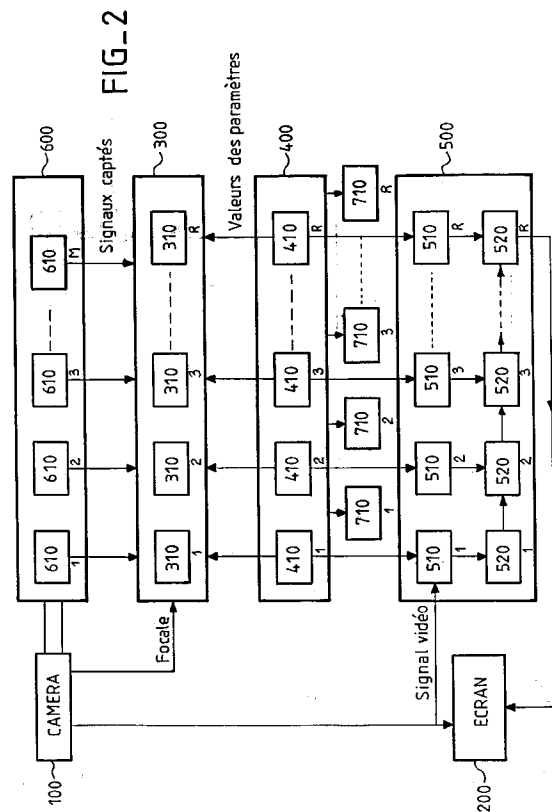 FIG_2
600
610 610 610 610
1 2 3 M
Signaux captés
100
CAMERA
Focale
300
310 310 310 310
1 2 3 R
Valeurs des paramètres
400
410 410 410 410
1 2 3 R
710 710 710 710
1 2 3 R
Signal vidéo
500
510 510 510 510
1 2 3 R
520 520 520 520
1 2 3 R
ECRAN
200